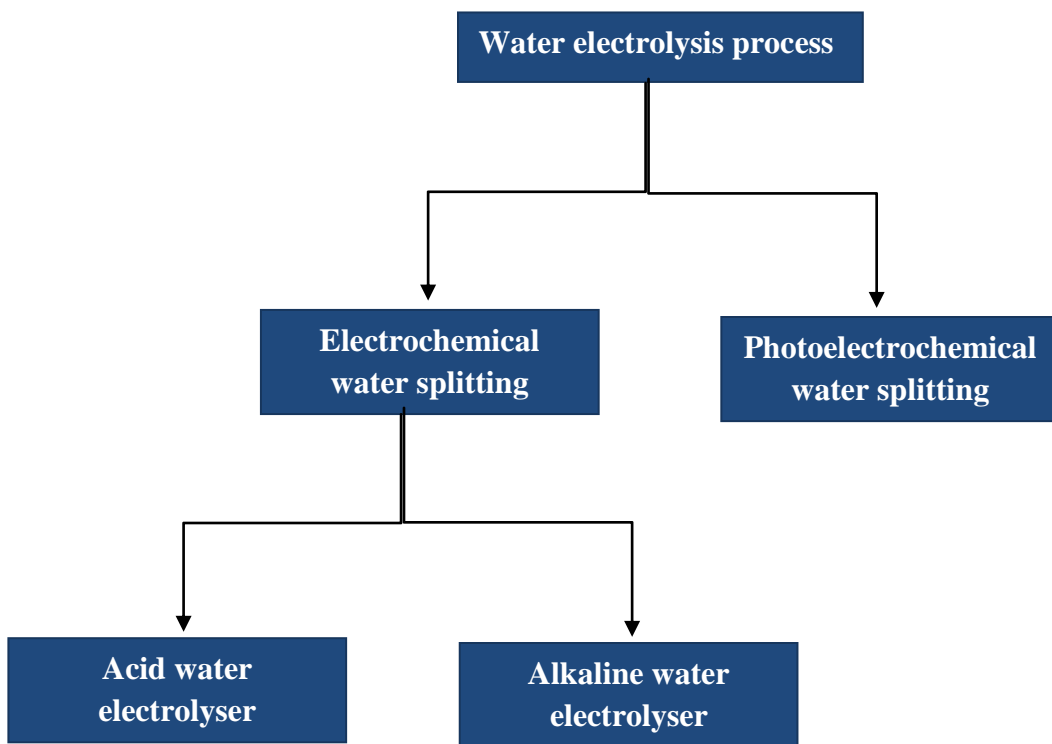 Water electrolysis process
Electrochemical
water splitting
Photoelectrochemical
water splitting
Acid water
electrolyser
Alkaline water
electrolyser